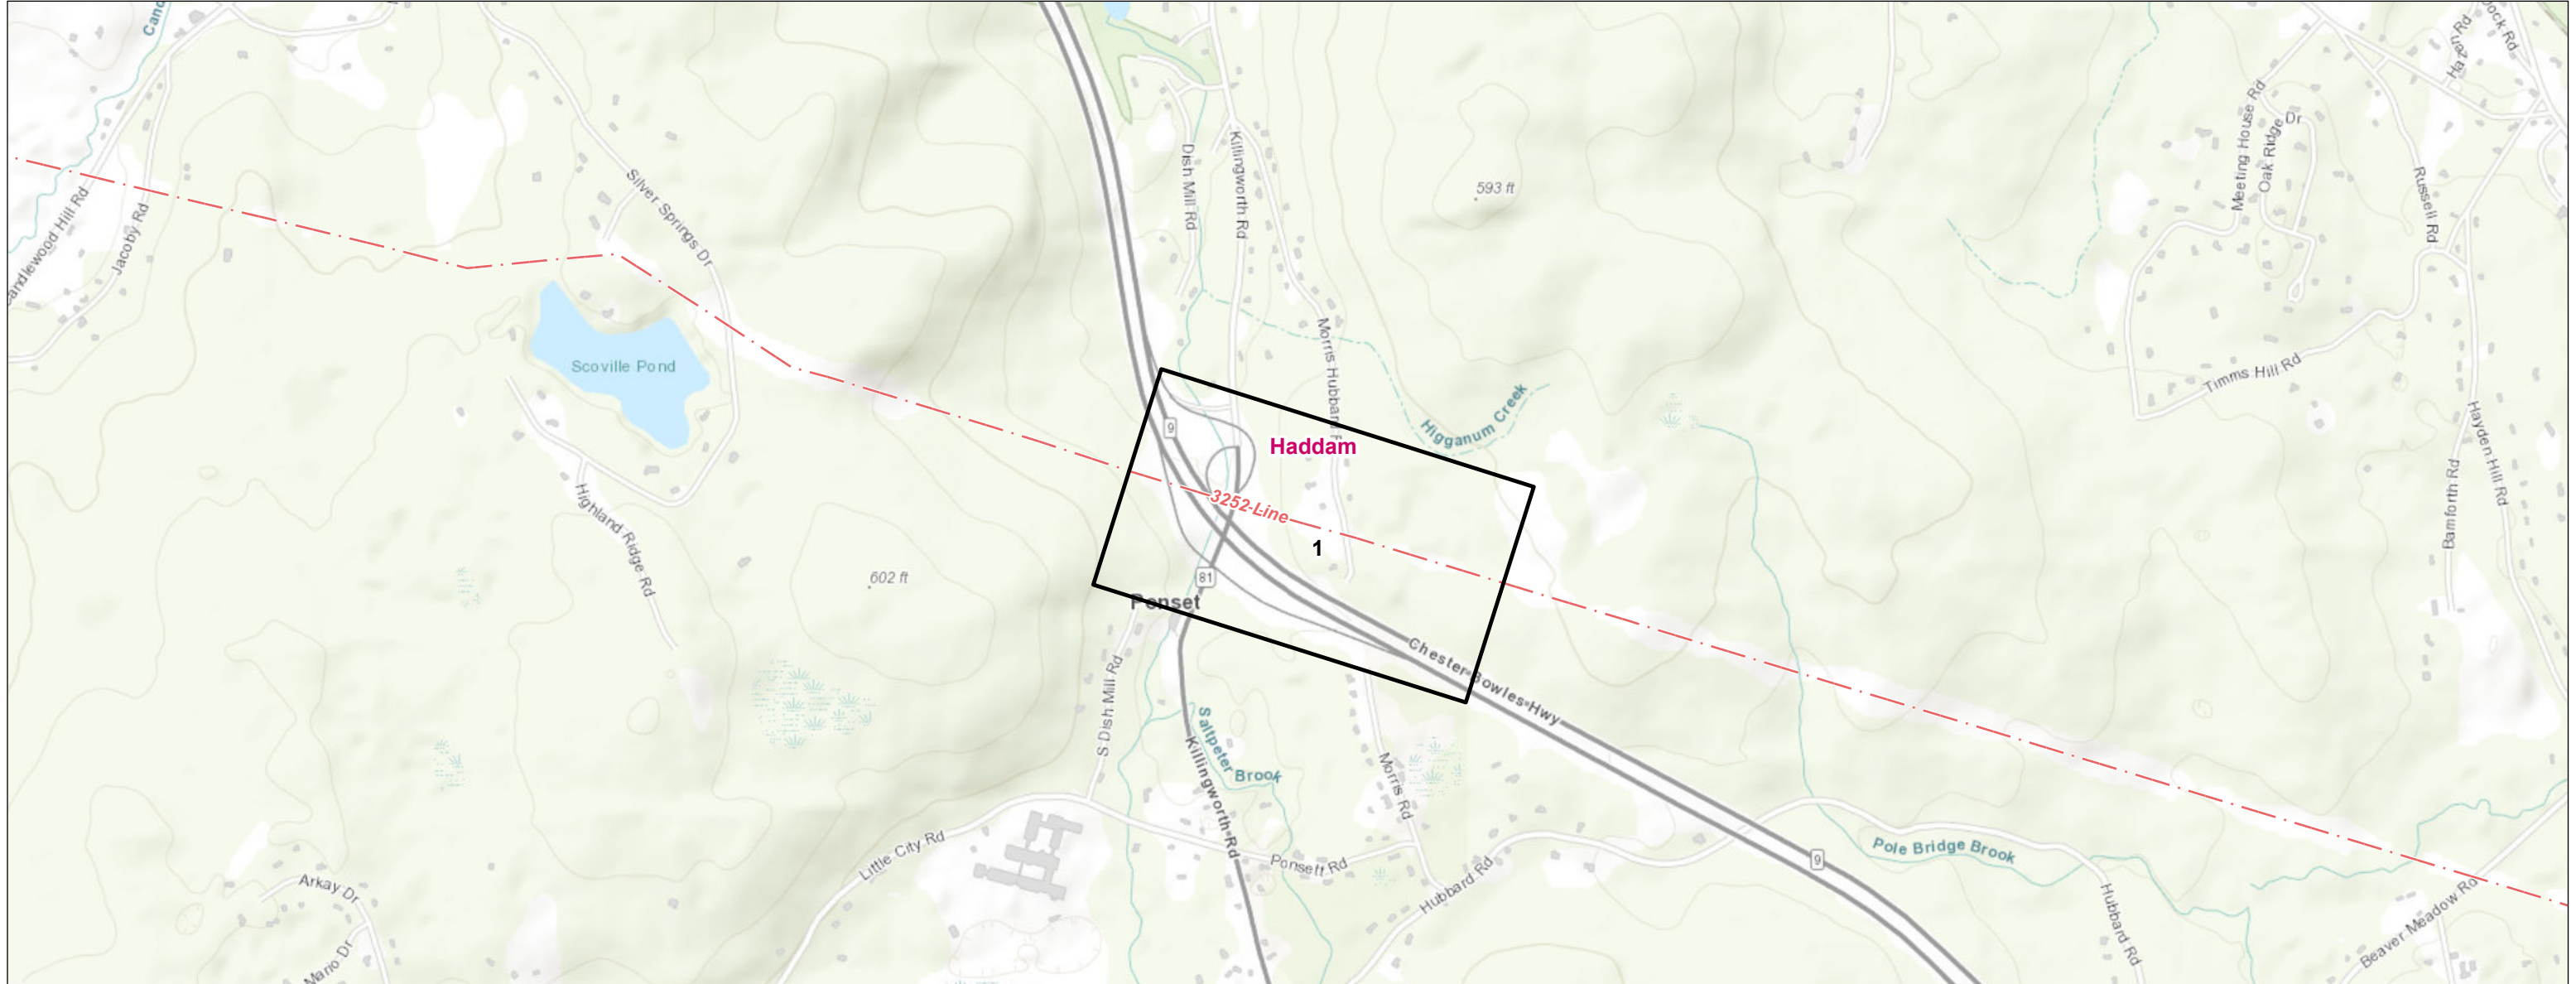 Cand
Candlewood Hill Rd
Jacoby Rd
Silver Springs Dr
Scoville Pond
Highland Ridge Rd
602 ft
Dish Mill Rd
Killingworth Rd
Morris Hubbard R
593 ft
Higganum Creek
Haddam
9
3252-Line
1
81
Ponset
Chester-Bowles-Hwy
S Dish Mill Rd
Saltpeter Brook
Killingworth-Rd
Morris Rd
Little City Rd
Ponsett Rd
Hubbard Rd
9
Pole Bridge Brook
Hubbard Rd
Beaver Meadow Rd
Arkay Dr
Mario Dr
Meeting House Rd
Oak Ridge Dr
Russell Rd
Timms Hill Rd
Hayden Hill Rd
Bamforth Rd
ock Rd